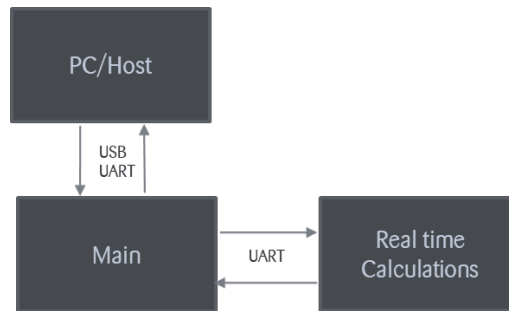 PC/Host
USB
UART
Main
UART
Real time
Calculations